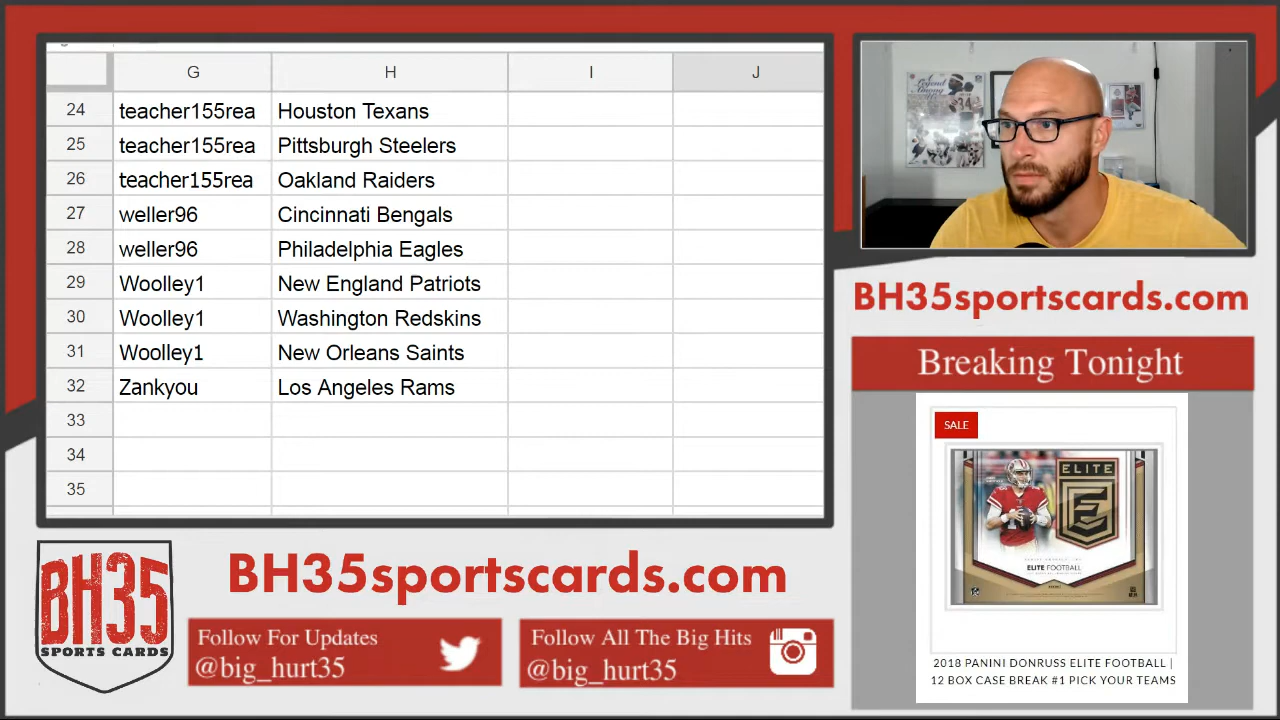 G H I J
24 teacher155rea Houston Texans
25 teacher155rea Pittsburgh Steelers
26 teacher155rea Oakland Raiders
27 weller96 Cincinnati Bengals
28 weller96 Philadelphia Eagles
29 Woolley1 New England Patriots
30 Woolley1 Washington Redskins
31 Woolley1 New Orleans Saints
32 Zankyou Los Angeles Rams
33
34
35
BH35sportscards.com
Breaking Tonight
SALE
ELITE
E
ELITE FOOTBALL
2018 PANINI DONRUSS ELITE FOOTBALL |
12 BOX CASE BREAK #1 PICK YOUR TEAMS
BH35
SPORTS CARDS
BH35sportscards.com
Follow For Updates
@big_hurt35
Follow All The Big Hits
@big_hurt35